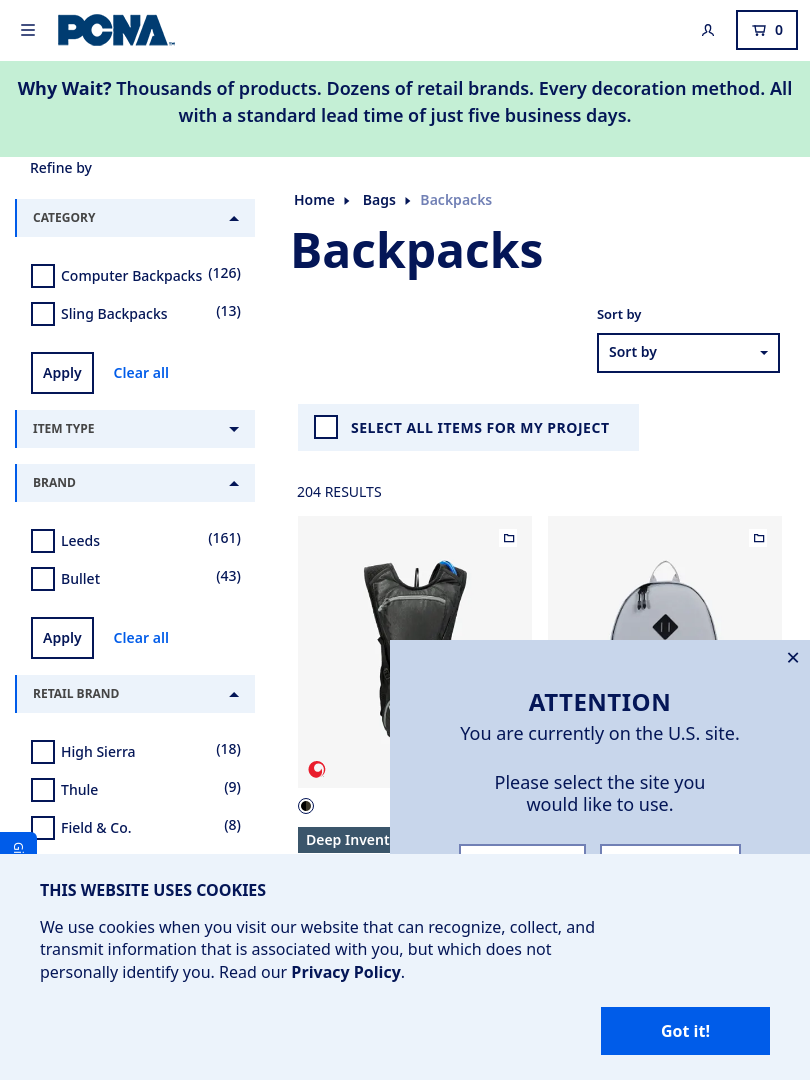 PCNA
0
Why Wait? Thousands of products. Dozens of retail brands. Every decoration method. All
with a standard lead time of just five business days.
Refine by
CATEGORY
Computer Backpacks (126)
Sling Backpacks (13)
Apply Clear all
ITEM TYPE
BRAND
Leeds (161)
Bullet (43)
Apply Clear all
RETAIL BRAND
High Sierra (18)
Thule (9)
Field & Co. (8)
Home Bags Backpacks
Backpacks
Sort by
Sort by
SELECT ALL ITEMS FOR MY PROJECT
204 RESULTS
Deep Invent
ATTENTION
You are currently on the U.S. site.
Please select the site you
would like to use.
THIS WEBSITE USES COOKIES
We use cookies when you visit our website that can recognize, collect, and
transmit information that is associated with you, but which does not
personally identify you. Read our Privacy Policy.
Got it!